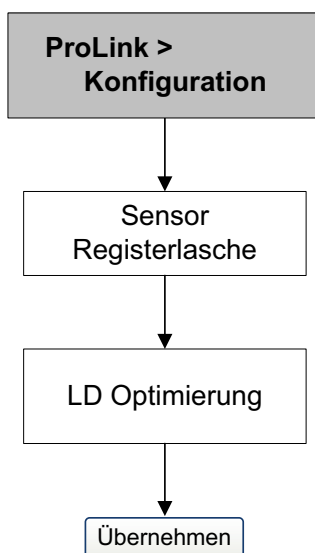 ProLink >
Konfiguration
Sensor
Registerlasche
LD Optimierung
Übernehmen